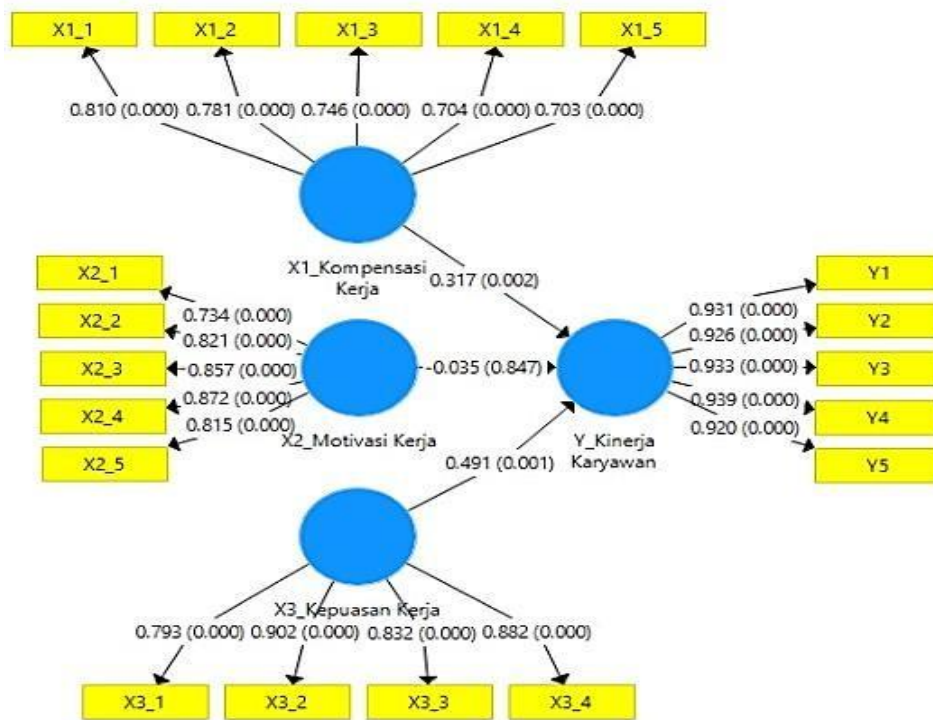 X1_1 X1_2 X1_3 X1_4 X1_5
0.810 (0.000) 0.781 (0.000) 0.746 (0.000) 0.704 (0.000) 0.703 (0.000)
X1_Kompensasi
Kerja
0.317 (0.002)
X2_1
X2_2
X2_3
X2_4
X2_5
0.734 (0.000)
0.821 (0.000)
0.857 (0.000)
0.872 (0.000)
0.815 (0.000)
X2_Motivasi Kerja
-0.035 (0.847)
Y_Kinerja
Karyawan
0.931 (0.000)
0.926 (0.000)
0.933 (0.000)
0.939 (0.000)
0.920 (0.000)
Y1
Y2
Y3
Y4
Y5
0.491 (0.001)
X3_Kepuasan Kerja
0.793 (0.000) 0.902 (0.000) 0.832 (0.000) 0.882 (0.000)
X3_1 X3_2 X3_3 X3_4